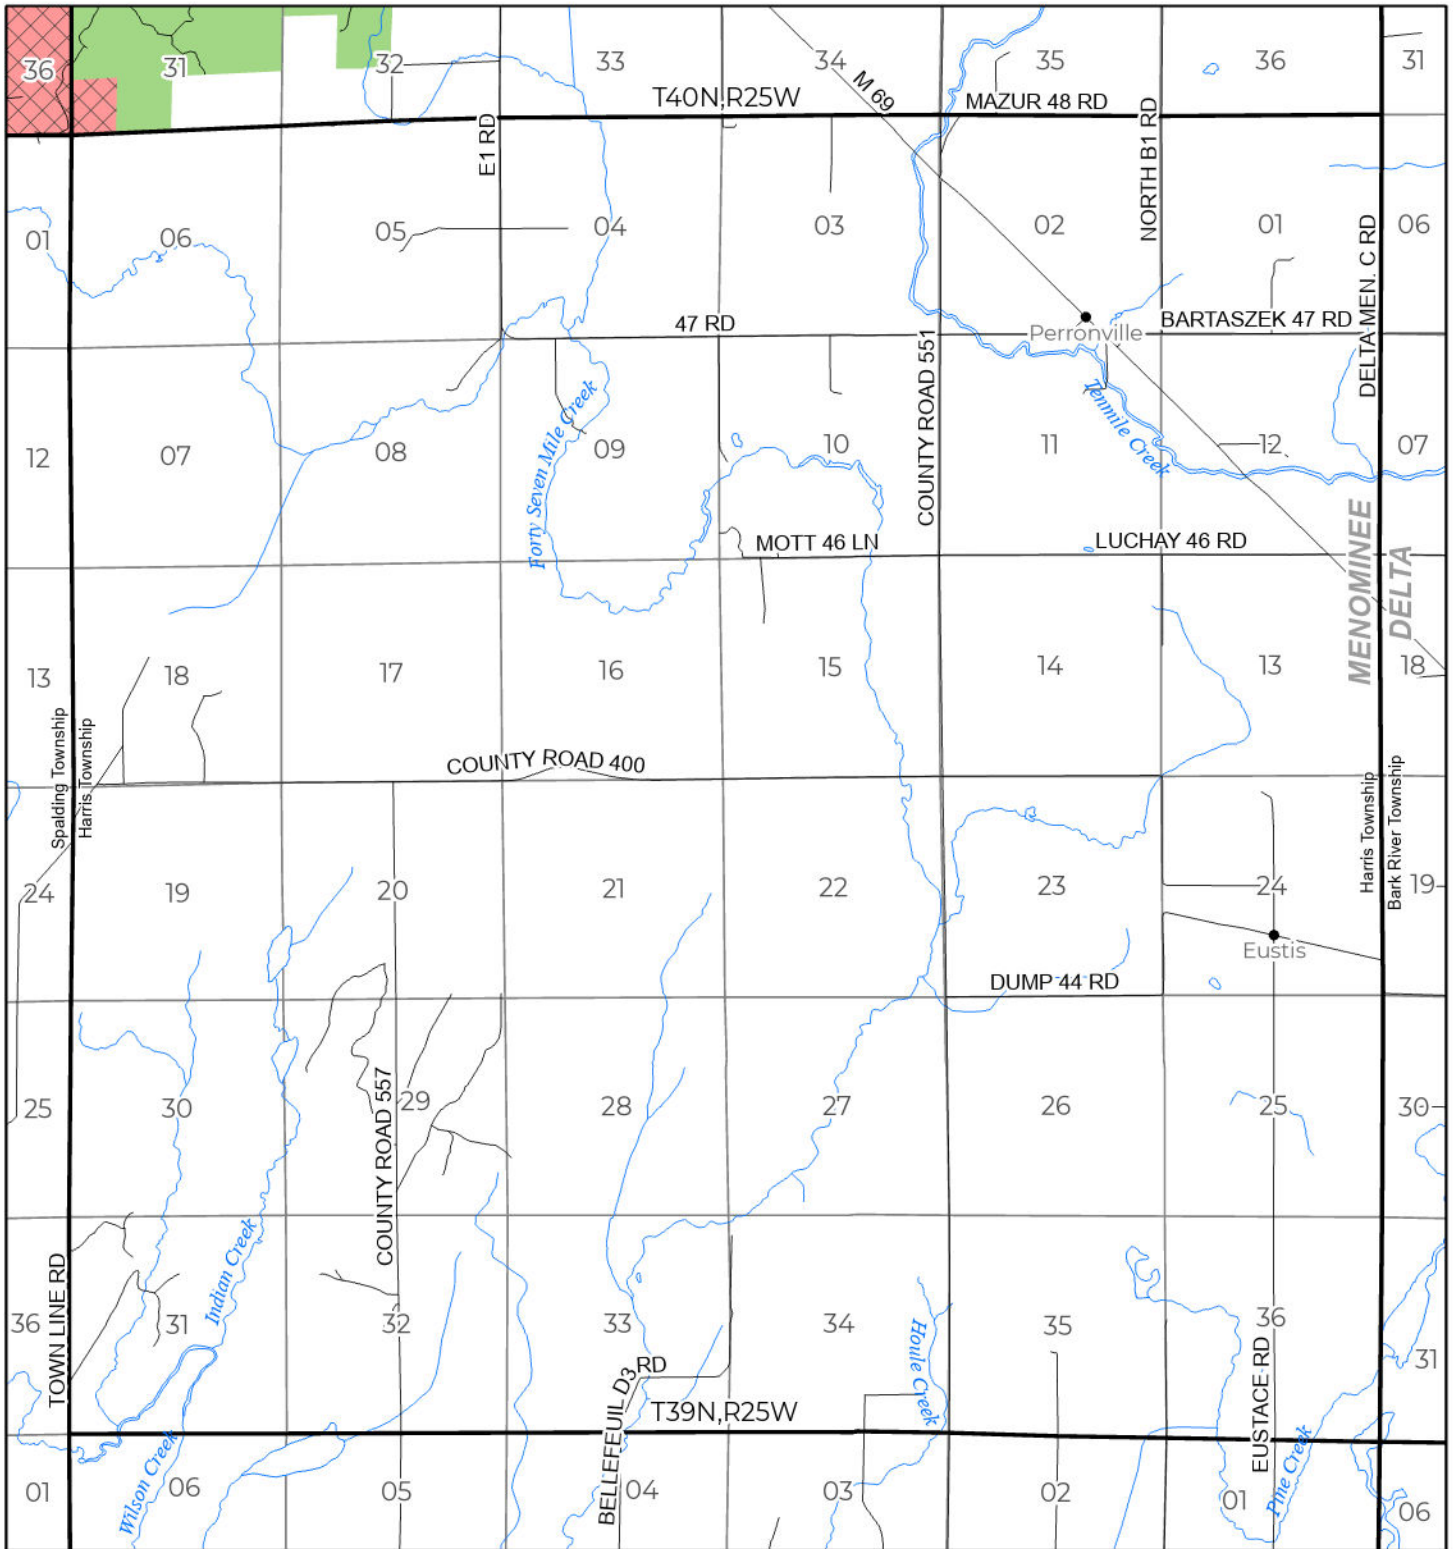 36
31
32
33
34
35
36
31
T40N,R25W
M 69
MAZUR 48 RD
E1 RD
NORTH B1 RD
01
06
05
04
03
02
01
06
DELTA-MEN. C RD
47 RD
COUNTY ROAD 551
Perronville
BARTASZEK 47 RD
12
07
08
Forty Seven Mile Creek
09
10
11
Tenmile Creek
12
07
MOTT 46 LN
LUCHAY 46 RD
MENOMINEE
DELTA
13
18
17
16
15
14
13
18
Spalding Township
Harris Township
COUNTY ROAD 400
Harris Township
Bark River Township
24
19
20
21
22
23
24
19
Eustis
DUMP 44 RD
25
30
COUNTY ROAD 557
29
28
27
26
25
30
TOWN LINE RD
Indian Creek
36
31
32
33
34
Houle Creek
35
36
31
EUSTACE RD
BELLEFEUIL D3 RD
T39N,R25W
Wilson Creek
Pine Creek
01
06
05
04
03
02
01
06